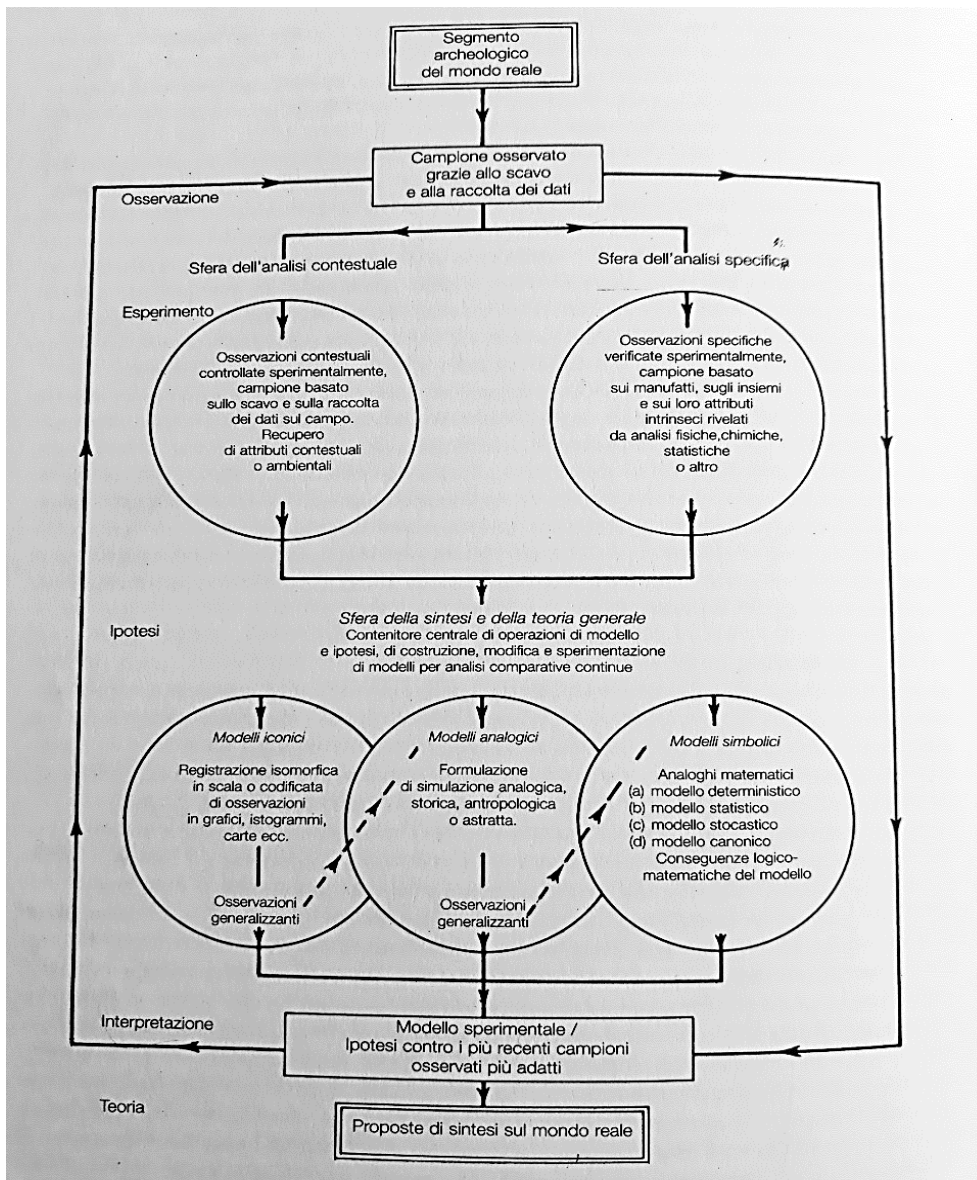 Segmento
archeologico
del mondo reale
Campione osservato
grazie allo scavo
e alla raccolta dei dati
Osservazione
Sfera dell'analisi contestuale
Sfera dell'analisi specifica
Esperimento
Osservazioni contestuali
controllate sperimentalmente,
campione basato
sullo scavo e sulla raccolta
dei dati sul campo.
Recupero
di attributi contestuali
o ambientali
Osservazioni specifiche
verificate sperimentalmente,
campione basato
sui manufatti, sugli insiemi
e sui loro attributi
intrinseci rivelati
da analisi fisiche,chimiche,
statistiche
o altro
Sfera della sintesi e della teoria generale
Ipotesi
Contenitore centrale di operazioni di modello
e ipotesi, di costruzione, modifica e sperimentazione
di modelli per analisi comparative continue
Modelli iconici
Registrazione isomorfica
in scala o codificata
di osservazioni
in grafici, istogrammi,
carte ecc.
Osservazioni
generalizzanti
Modelli analogici
Formulazione
di simulazione analogica,
storica, antropologica
o astratta.
Osservazioni
generalizzanti
Modelli simbolici
Analoghi matematici
(a) modello deterministico
(b) modello statistico
(c) modello stocastico
(d) modello canonico
Conseguenze logico-
matematiche del modello
Interpretazione
Modello sperimentale /
Ipotesi contro i più recenti campioni
osservati più adatti
Teoria
Proposte di sintesi sul mondo reale